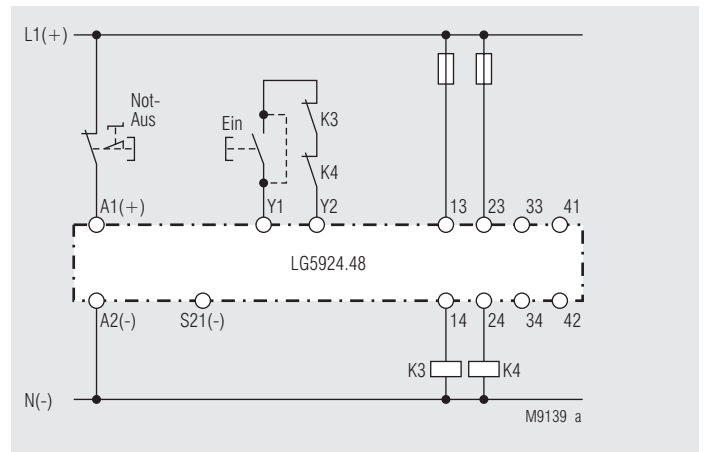 L1(+)
Not-
Aus
Ein
K3
K4
A1(+)
Y1
Y2
13
23
33
41
LG5924.48
A2(-)
S21(-)
14
24
34
42
K3
K4
N(-)
M9139 a